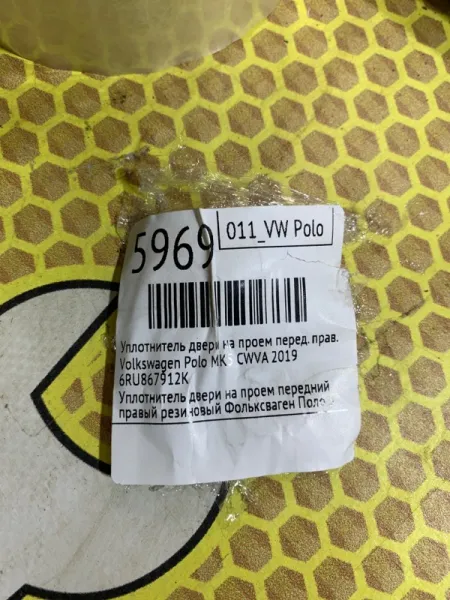 5969
011_VW Polo
Уплотнитель двери на проем перед. прав.
Volkswagen Polo MK5 CWVA 2019
6RU867912K
Уплотнитель двери на проем передний
правый резиновый Фольксваген Поло